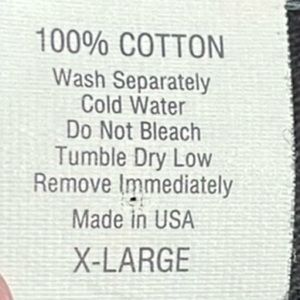 100% COTTON
Wash Separately
Cold Water
Do Not Bleach
Tumble Dry Low
Remove Immediately
Made in USA
X-LARGE